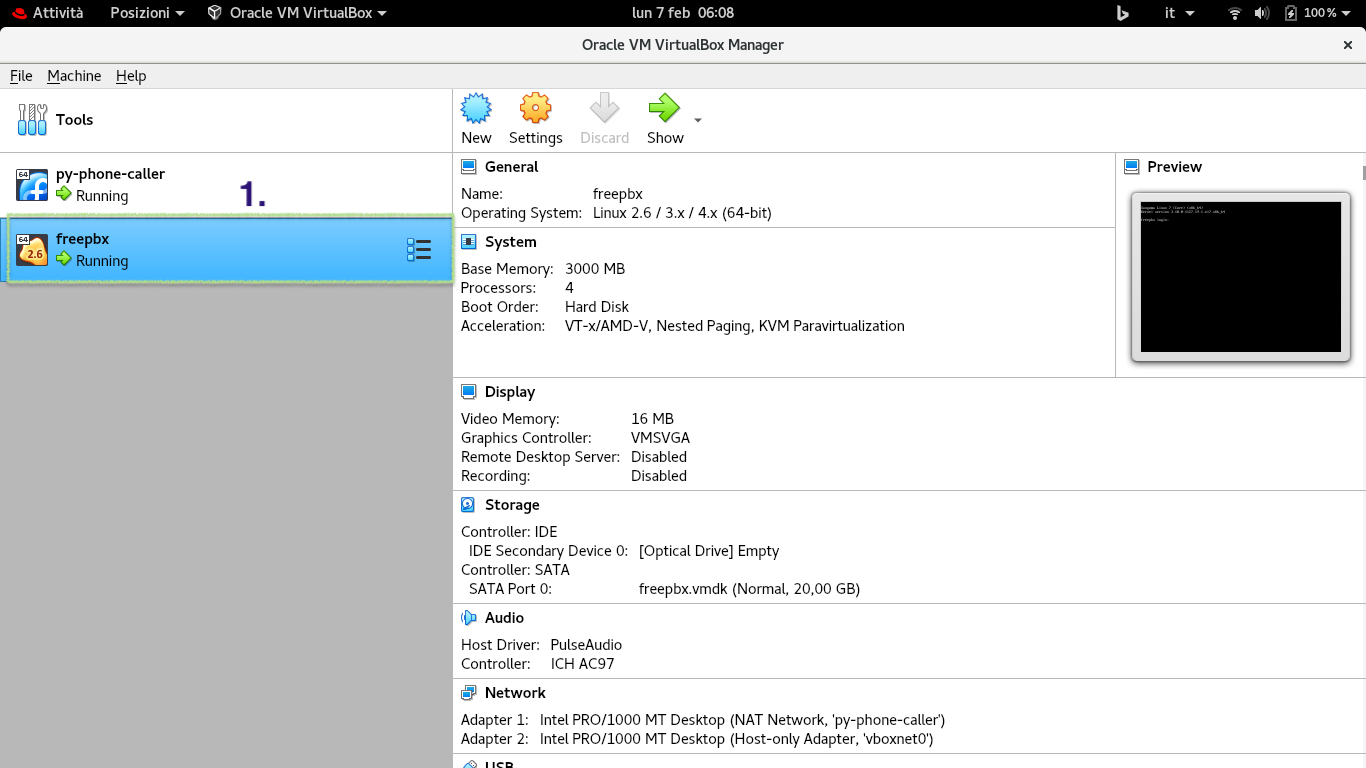 Attività Posizioni Oracle VM VirtualBox lun 7 feb 06:08 it 100%
Oracle VM VirtualBox Manager
File Machine Help
Tools
New Settings Discard Show
64 py-phone-caller
Running
1.
64 freepbx
2.6 Running
General
Name: freepbx
Operating System: Linux 2.6 / 3.x / 4.x (64-bit)
Preview
System
Base Memory: 3000 MB
Processors: 4
Boot Order: Hard Disk
Acceleration: VT-x/AMD-V, Nested Paging, KVM Paravirtualization
Display
Video Memory: 16 MB
Graphics Controller: VMSVGA
Remote Desktop Server: Disabled
Recording: Disabled
Storage
Controller: IDE
IDE Secondary Device 0: [Optical Drive] Empty
Controller: SATA
SATA Port 0: freepbx.vmdk (Normal, 20,00 GB)
Audio
Host Driver: PulseAudio
Controller: ICH AC97
Network
Adapter 1: Intel PRO/1000 MT Desktop (NAT Network, 'py-phone-caller')
Adapter 2: Intel PRO/1000 MT Desktop (Host-only Adapter, 'vboxnet0')
USB